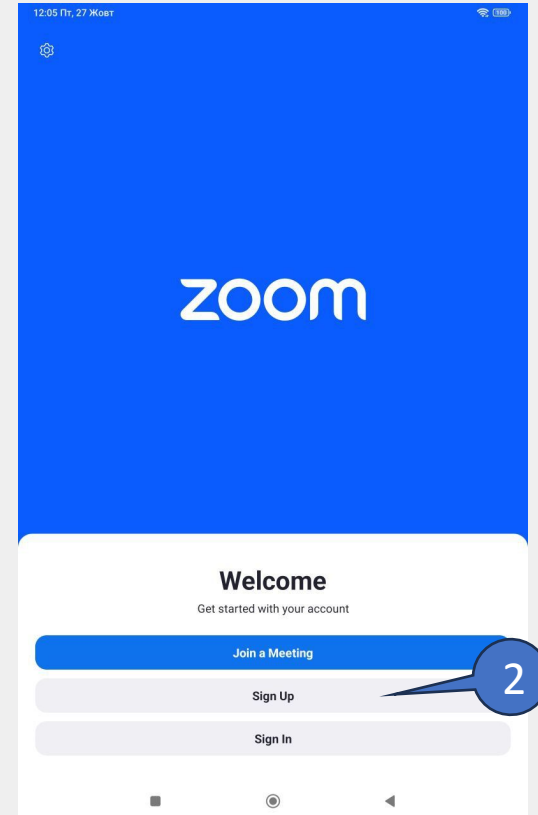 12:05 Пт, 27 Жовт
100
zoom
Welcome
Get started with your account
Join a Meeting
Sign Up
2
Sign In